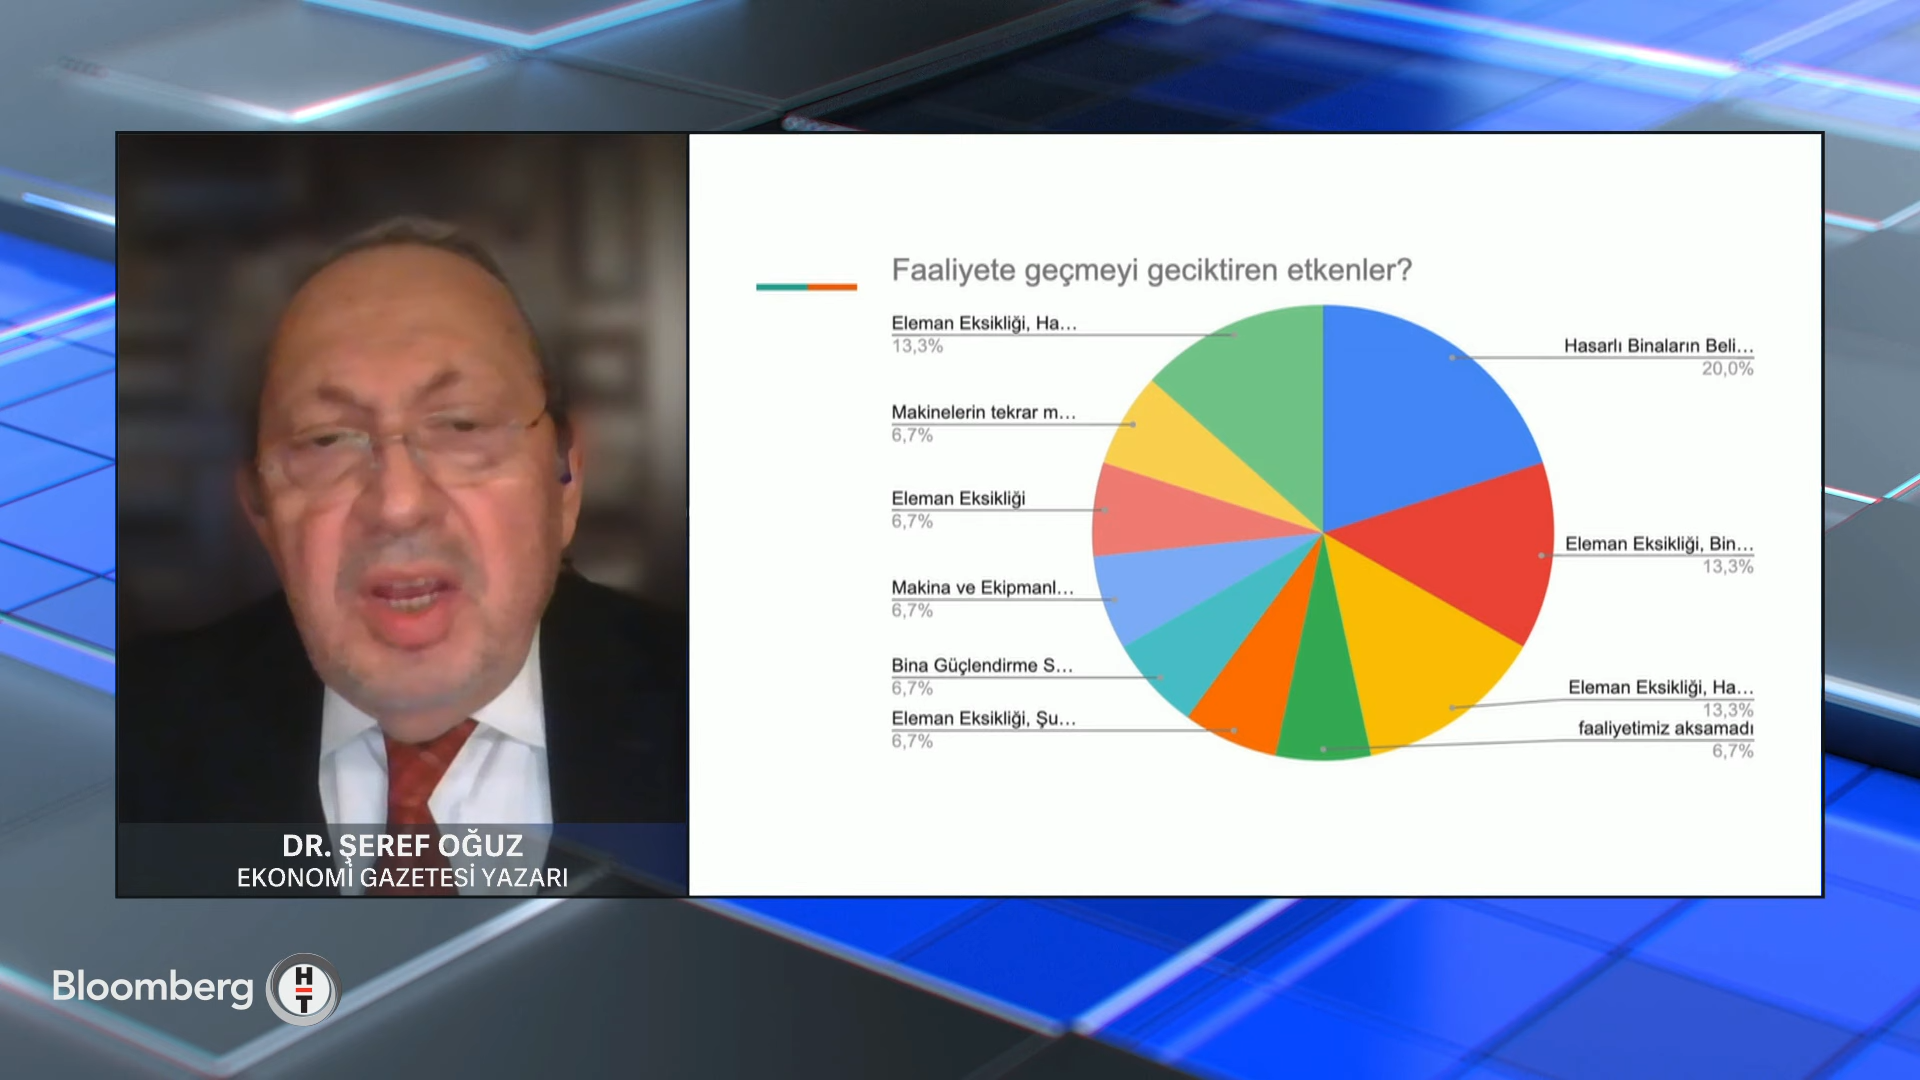 Faaliyete geçmeyi geciktiren etkenler?
Eleman Eksikliği, Ha…
13,3%
Makinelerin tekrar m…
6,7%
Eleman Eksikliği
6,7%
Makina ve Ekipmanl…
6,7%
Bina Güçlendirme S…
6,7%
Eleman Eksikliği, Şu…
6,7%
Hasarlı Binaların Beli…
20,0%
Eleman Eksikliği, Bin…
13,3%
Eleman Eksikliği, Ha…
13,3%
faaliyetimiz aksamadı
6,7%
DR. ŞEREF OĞUZ
EKONOMİ GAZETESİ YAZARI
Bloomberg HT